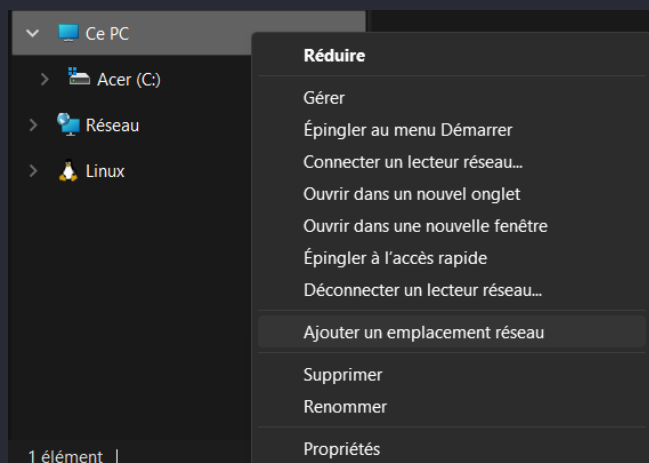 Ce PC
Acer (C:)
Réseau
Linux
1 élément
Réduire
Gérer
Épingler au menu Démarrer
Connecter un lecteur réseau...
Ouvrir dans un nouvel onglet
Ouvrir dans une nouvelle fenêtre
Épingler à l'accès rapide
Déconnecter un lecteur réseau...
Ajouter un emplacement réseau
Supprimer
Renommer
Propriétés